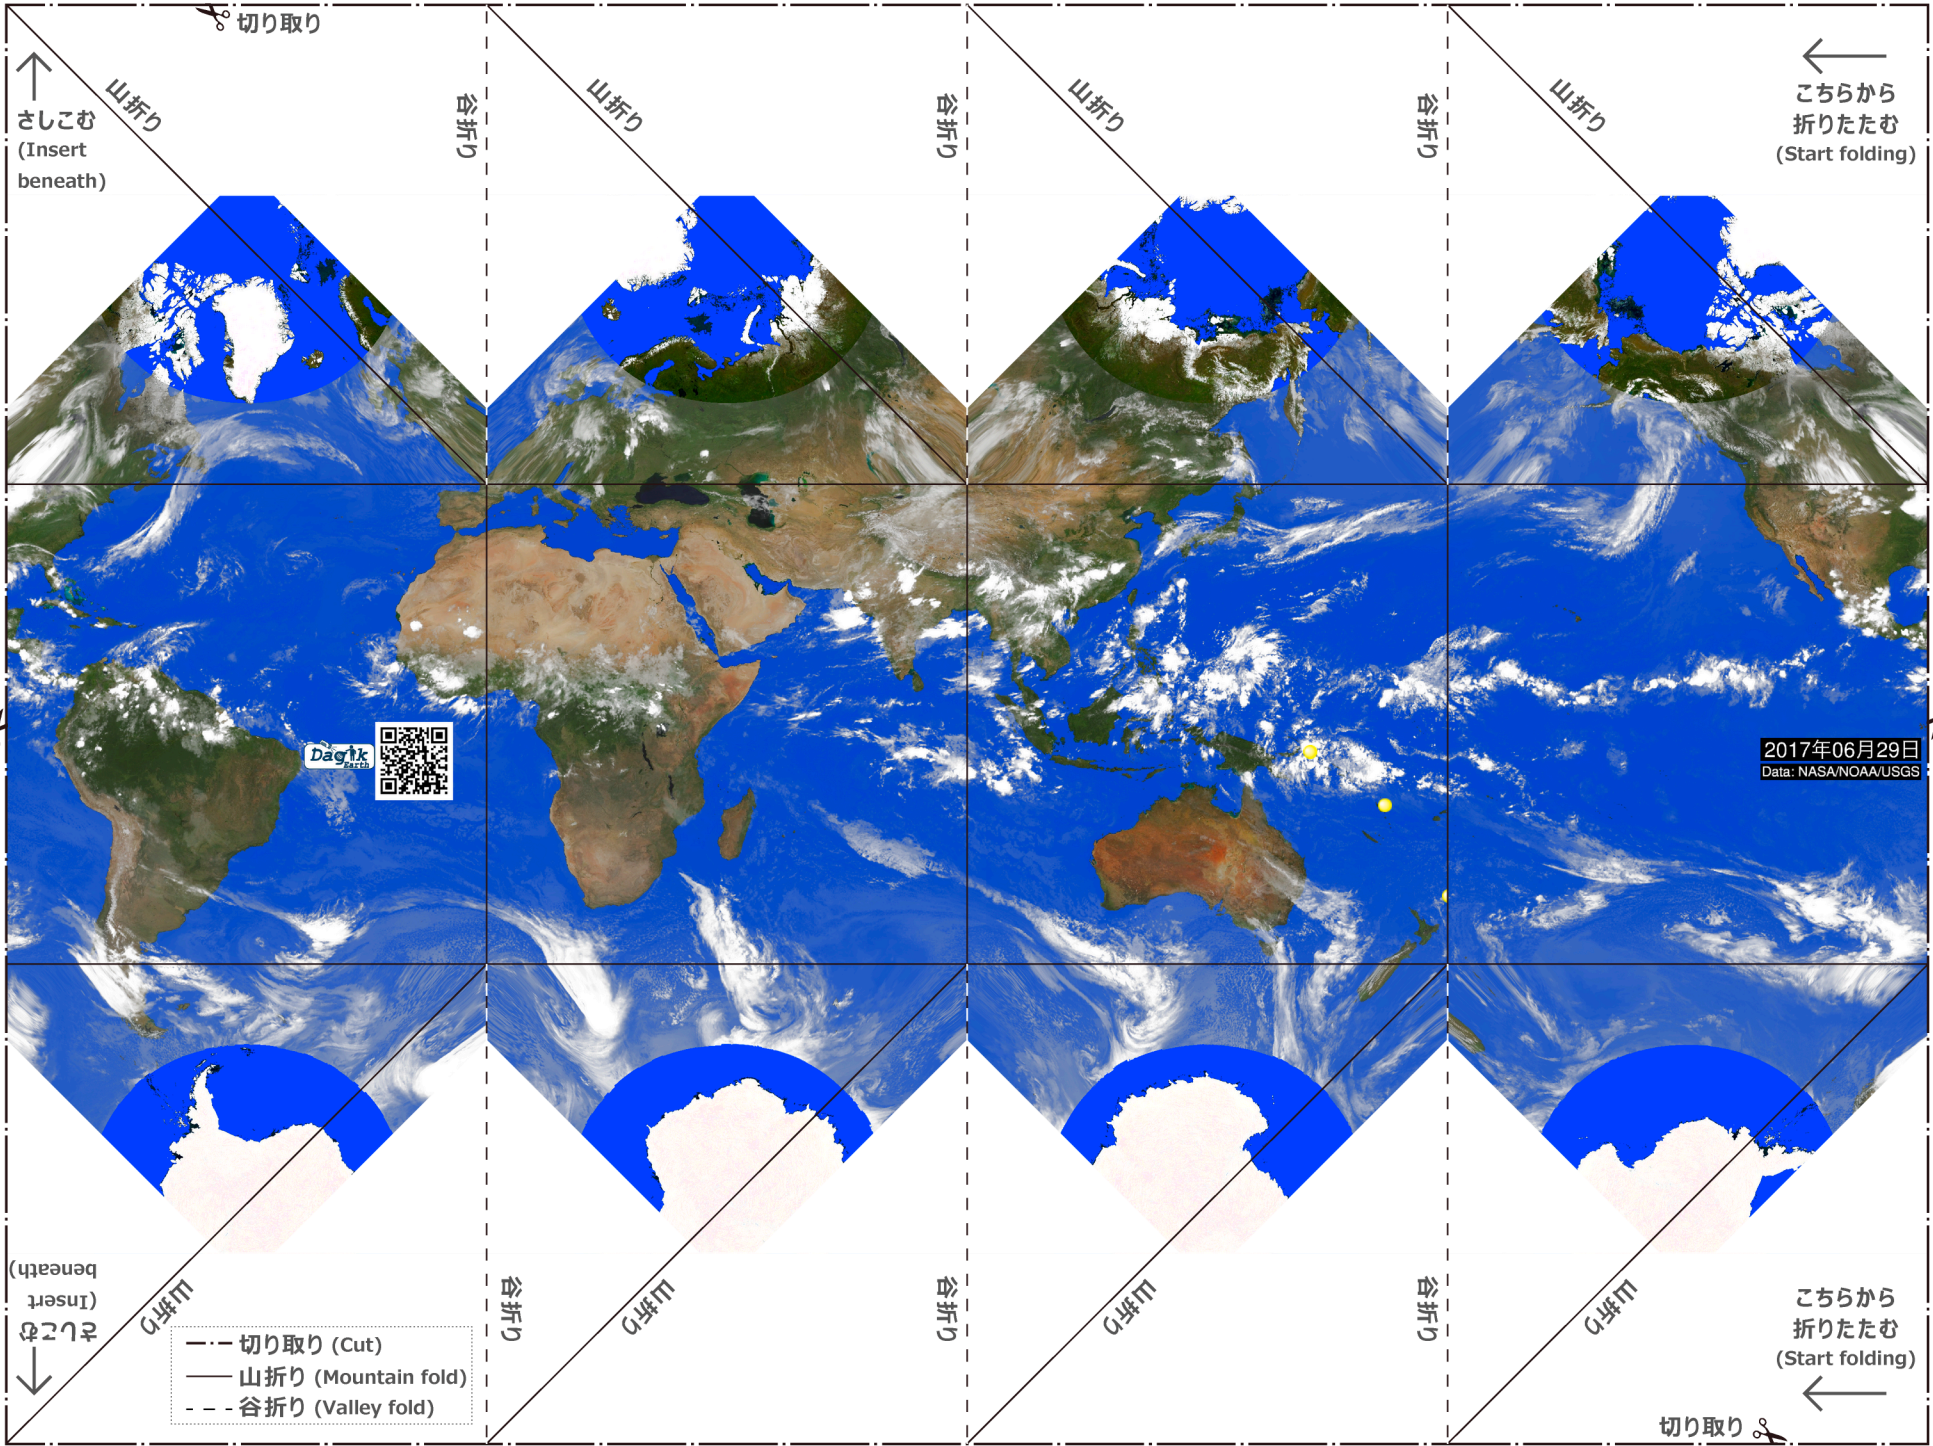 切り取り
さしこむ
(Insert
beneath)
山折り
谷折り
山折り
谷折り
山折り
谷折り
山折り
こちらから
折りたたむ
(Start folding)
Dagik
Earth
2017年06月29日
Data: NASA/NOAA/USGS
さしこむ
(Insert
beneath)
山折り
谷折り
山折り
谷折り
山折り
谷折り
山折り
こちらから
折りたたむ
(Start folding)
切り取り (Cut)
山折り (Mountain fold)
谷折り (Valley fold)
切り取り